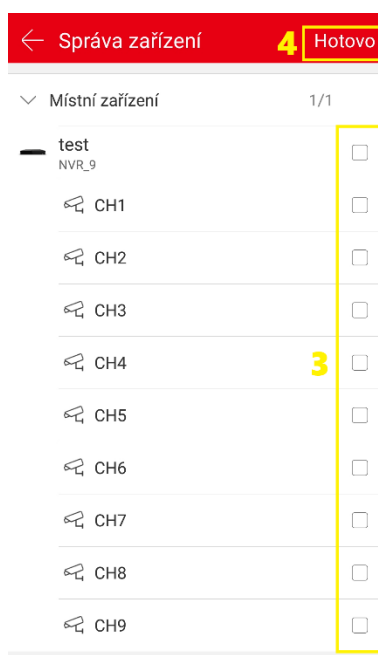 Správa zařízení 4 Hotovo
Místní zařízení 1/1
test
NVR_9
CH1
CH2
CH3
CH4 3
CH5
CH6
CH7
CH8
CH9